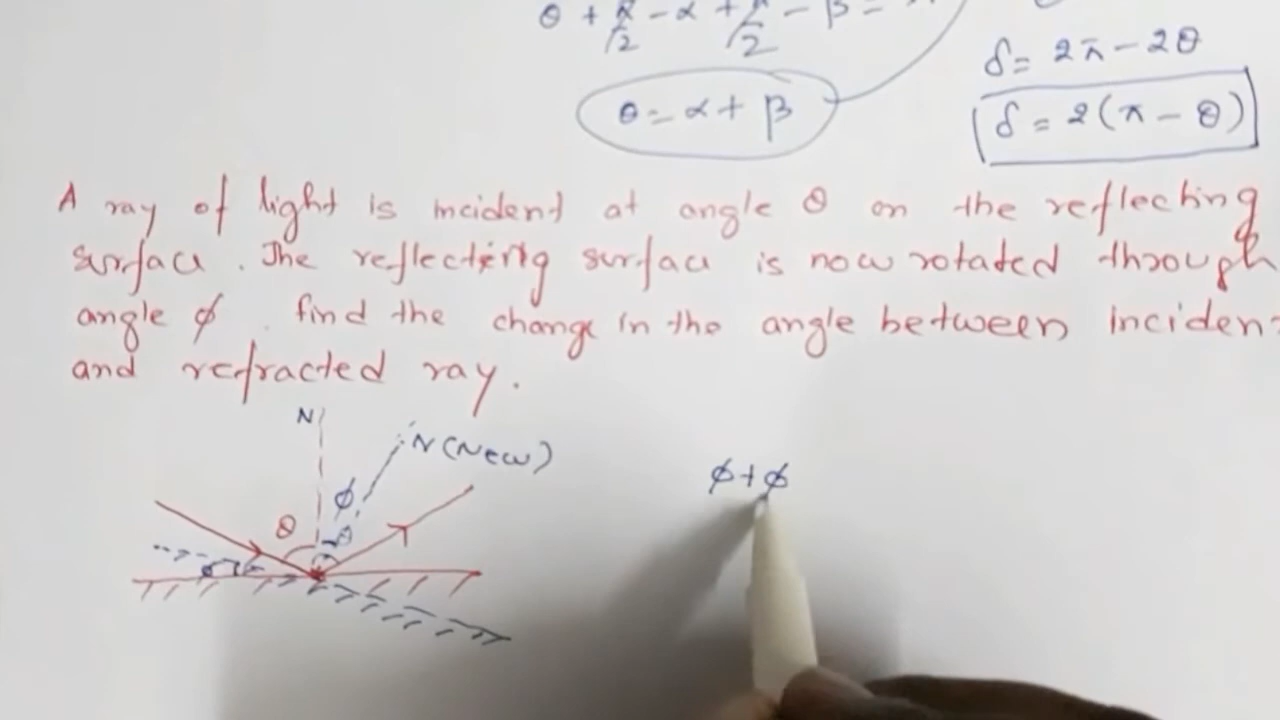 θ + π/2 - α + π/2 - β =
θ = α + β
δ = 2π - 2θ
δ = 2(π - θ)
A ray of light is incident at angle θ on the reflecting
surface. The reflecting surface is now rotated through
angle ϕ. find the change in the angle between inciden
and refracted ray.
N
N (New)
ϕ
θ
θ
ϕ + ϕ